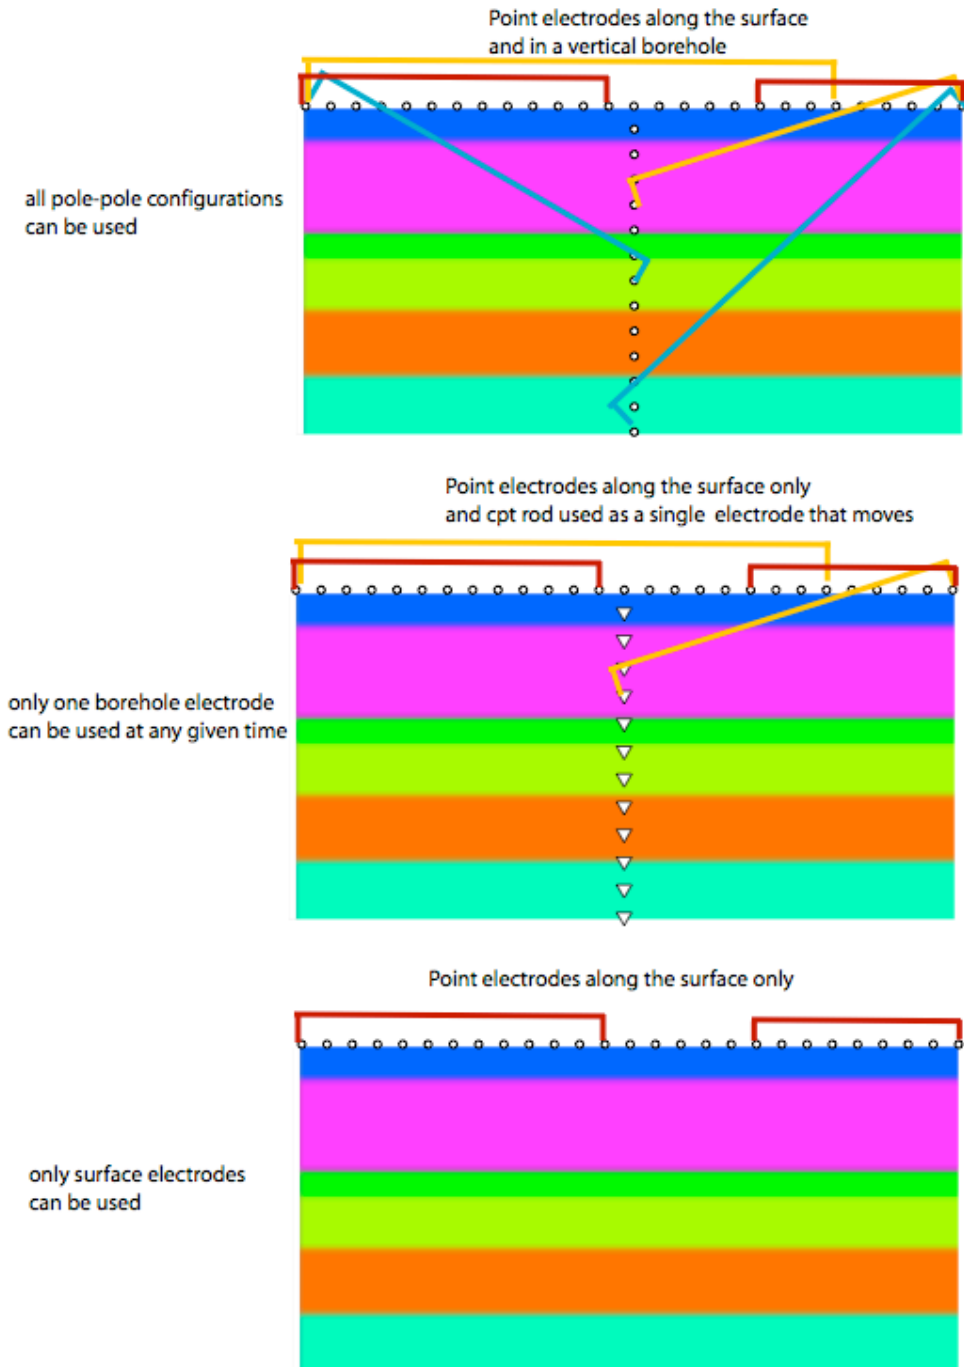 Point electrodes along the surface
and in a vertical borehole
all pole-pole configurations
can be used
Point electrodes along the surface only
and cpt rod used as a single electrode that moves
only one borehole electrode
can be used at any given time
Point electrodes along the surface only
only surface electrodes
can be used